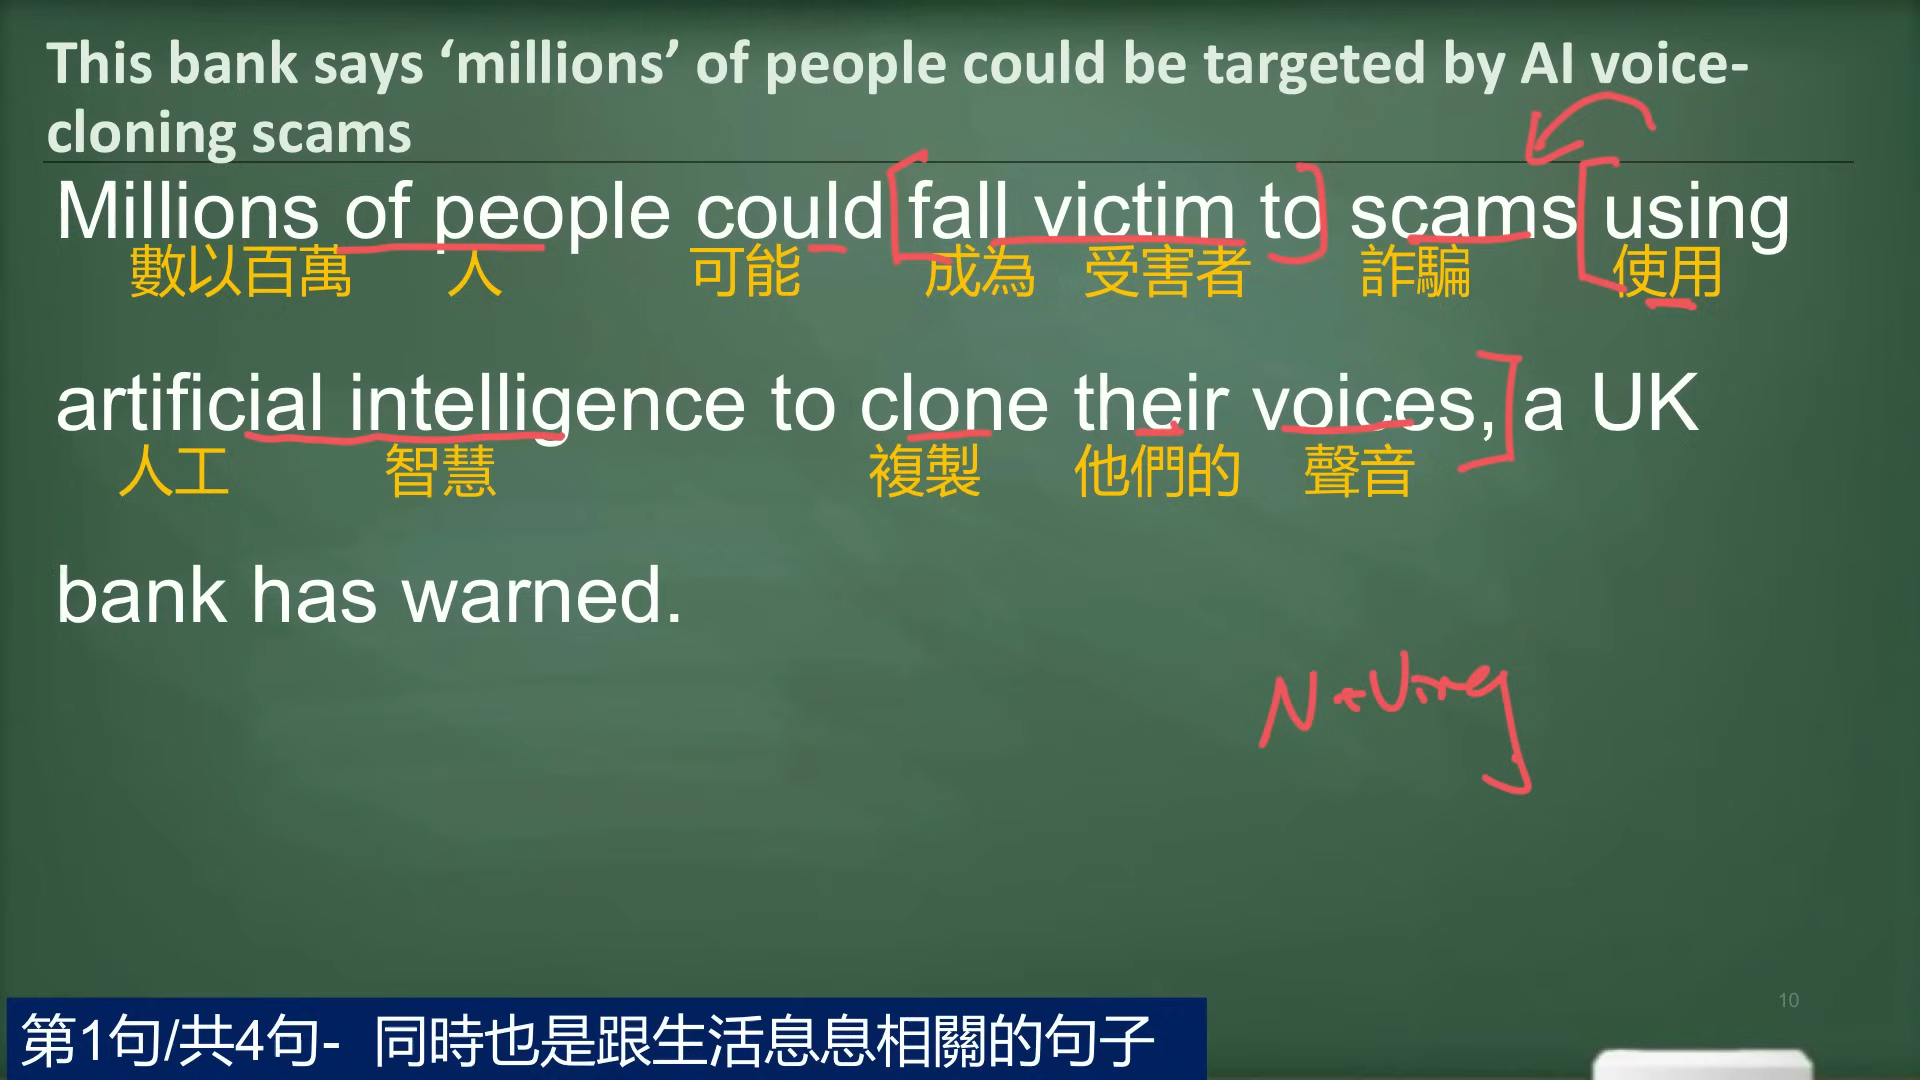 This bank says ‘millions’ of people could be targeted by AI voice-
cloning scams
Millions of people could fall victim to scams using
數以百萬 人 可能 成為 受害者 詐騙 使用
artificial intelligence to clone their voices, a UK
人工 智慧 複製 他們的 聲音
bank has warned.
N + Ving
10
第1句/共4句- 同時也是跟生活息息相關的句子